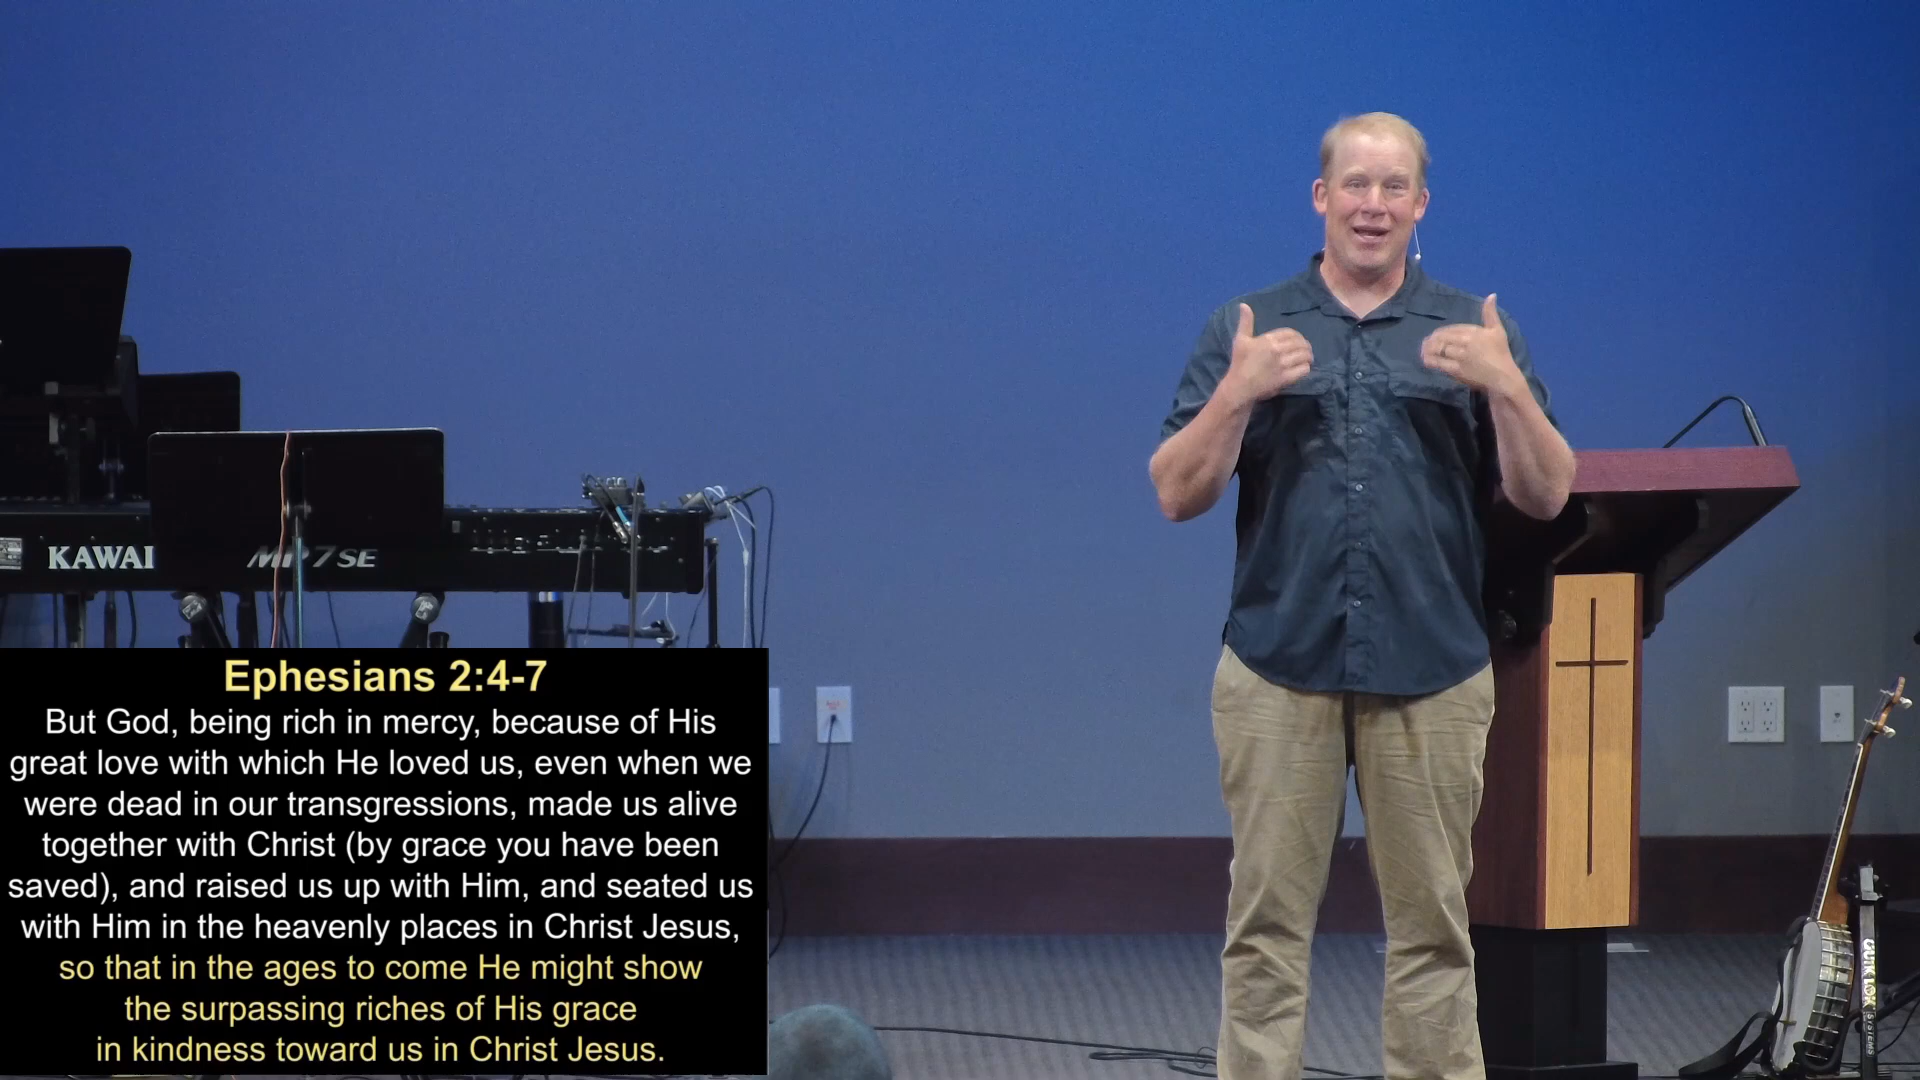 KAWAI
MP7SE
Ephesians 2:4-7
But God, being rich in mercy, because of His
great love with which He loved us, even when we
were dead in our transgressions, made us alive
together with Christ (by grace you have been
saved), and raised us up with Him, and seated us
with Him in the heavenly places in Christ Jesus,
so that in the ages to come He might show
the surpassing riches of His grace
in kindness toward us in Christ Jesus.
QUIK LOK
SYSTEMS